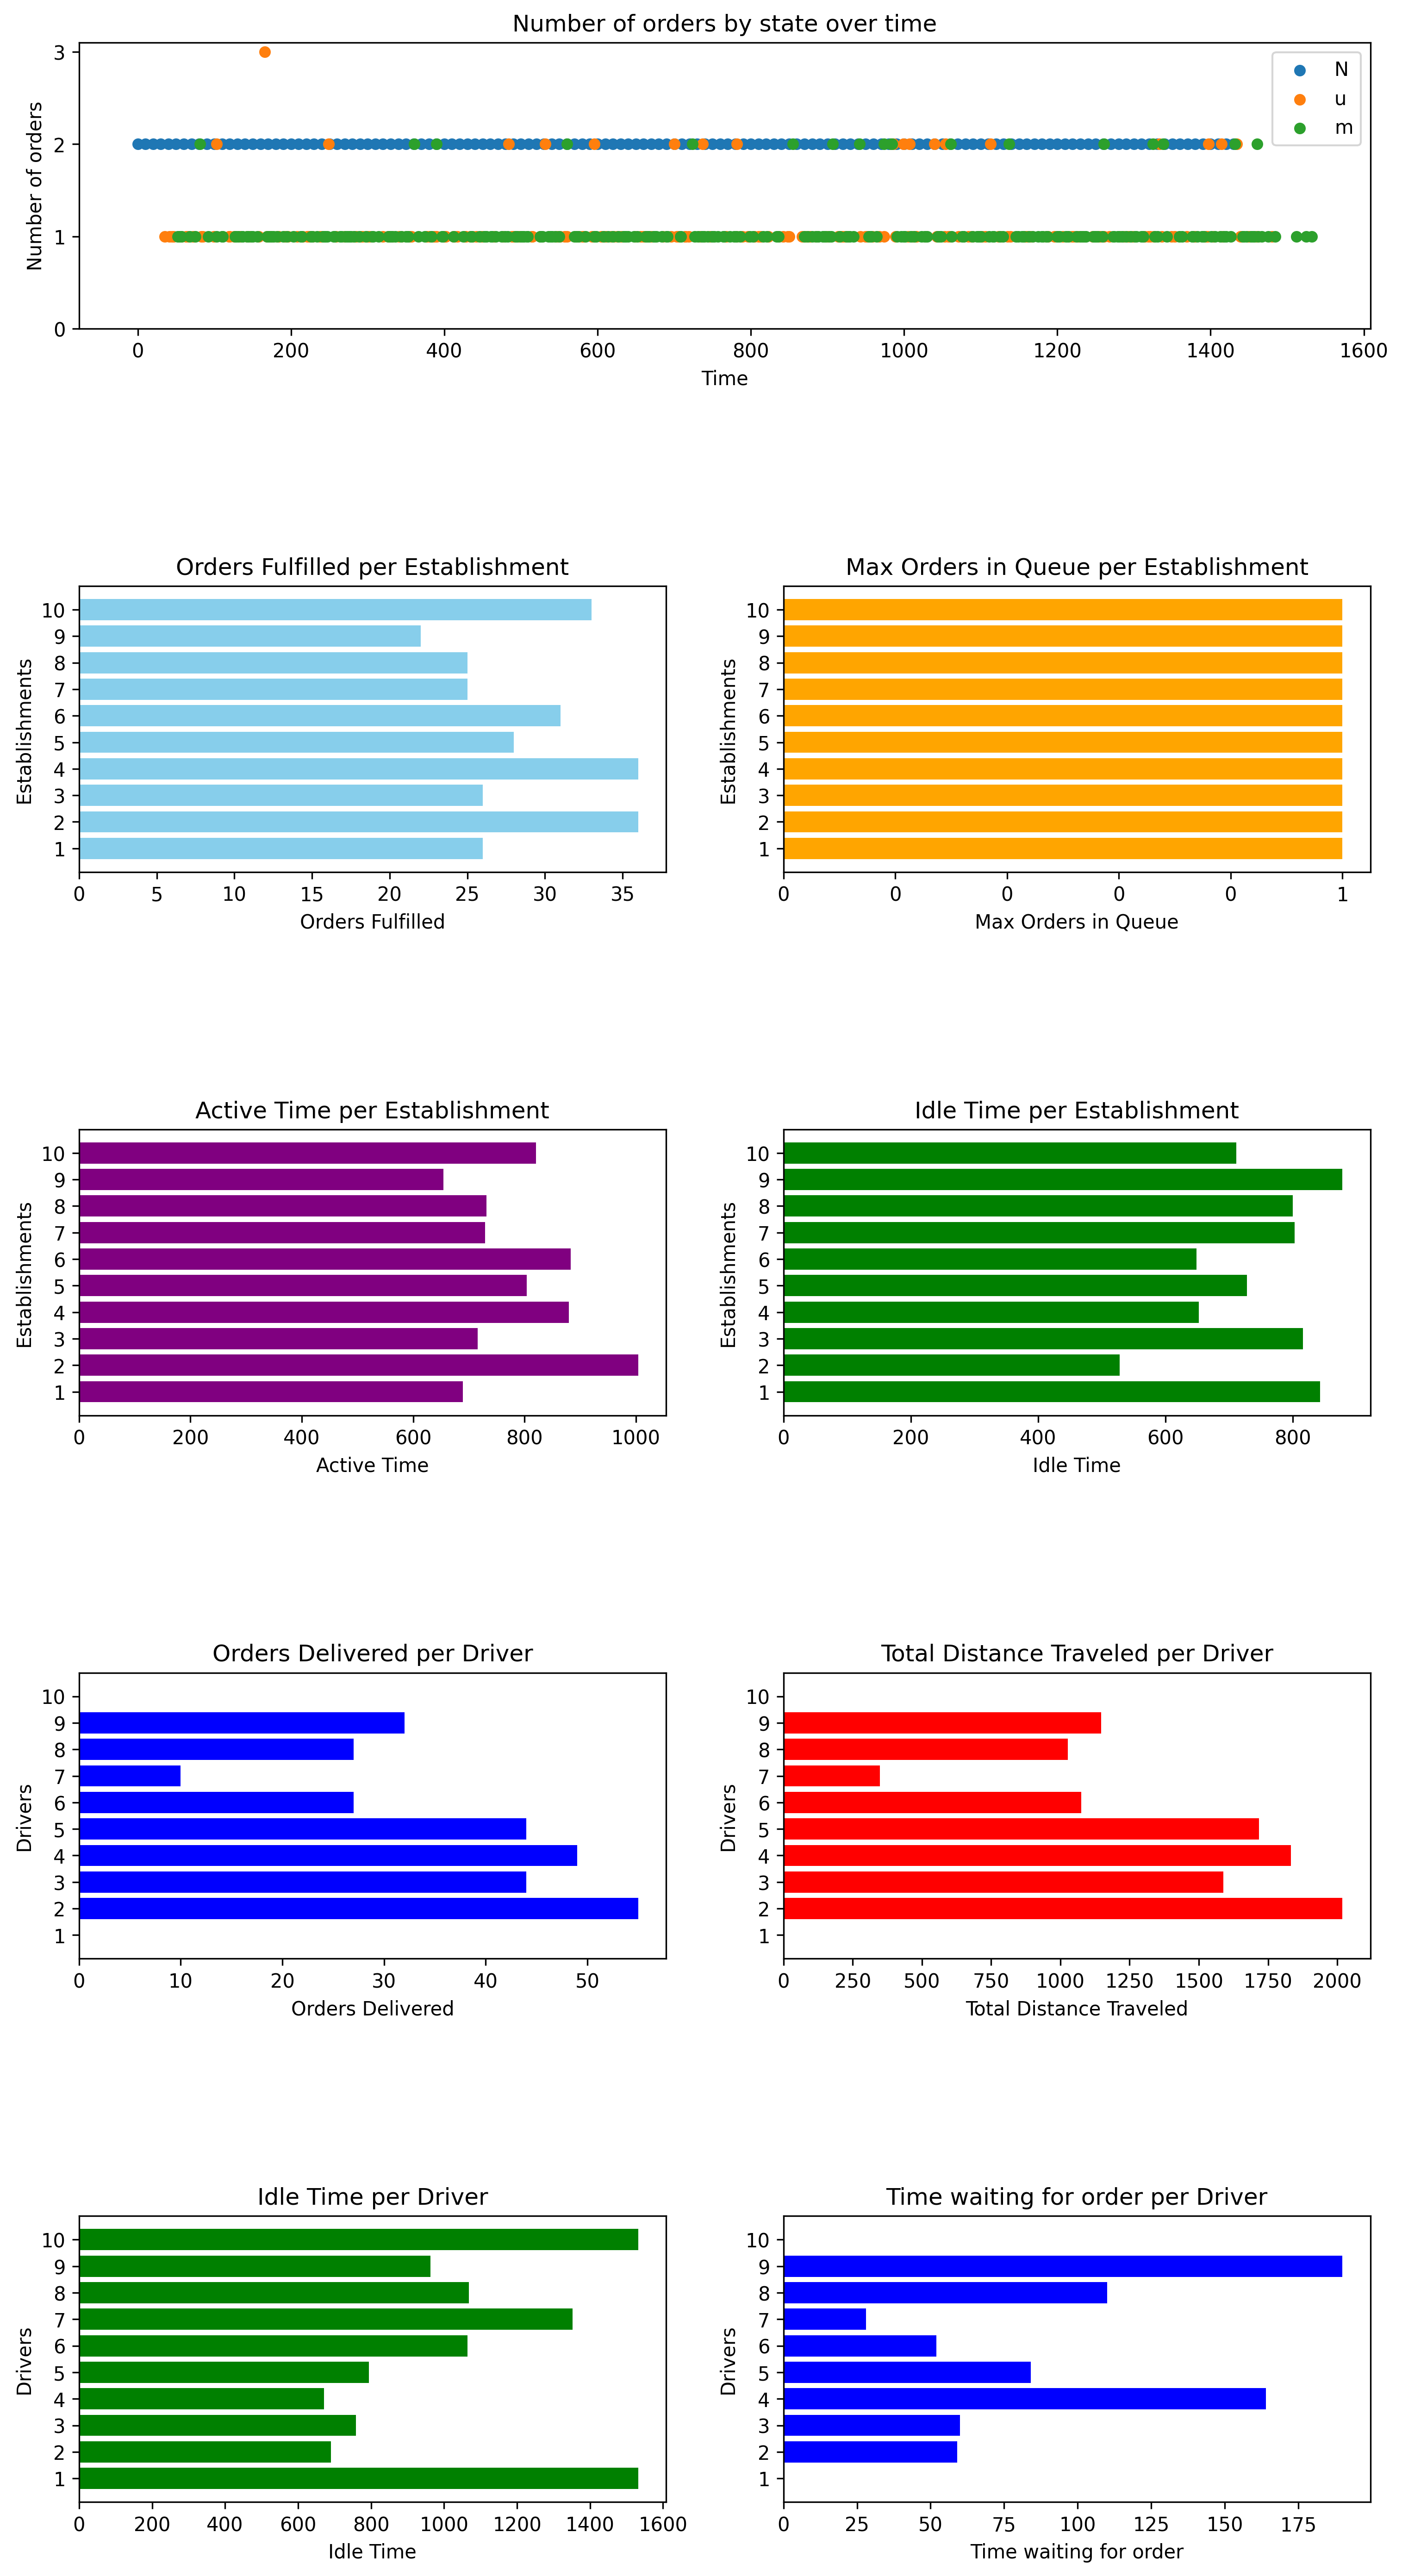 Number of orders by state over time
Number of orders
3
2
1
0
N
u
m
0 200 400 600 800 1000 1200 1400 1600
Time
Orders Fulfilled per Establishment
Establishments
10
9
8
7
6
5
4
3
2
1
0 5 10 15 20 25 30 35
Orders Fulfilled
Max Orders in Queue per Establishment
Establishments
10
9
8
7
6
5
4
3
2
1
0 0 0 0 0 1
Max Orders in Queue
Active Time per Establishment
Establishments
10
9
8
7
6
5
4
3
2
1
0 200 400 600 800 1000
Active Time
Idle Time per Establishment
Establishments
10
9
8
7
6
5
4
3
2
1
0 200 400 600 800
Idle Time
Orders Delivered per Driver
Drivers
10
9
8
7
6
5
4
3
2
1
0 10 20 30 40 50
Orders Delivered
Total Distance Traveled per Driver
Drivers
10
9
8
7
6
5
4
3
2
1
0 250 500 750 1000 1250 1500 1750 2000
Total Distance Traveled
Idle Time per Driver
Drivers
10
9
8
7
6
5
4
3
2
1
0 200 400 600 800 1000 1200 1400 1600
Idle Time
Time waiting for order per Driver
Drivers
10
9
8
7
6
5
4
3
2
1
0 25 50 75 100 125 150 175
Time waiting for order